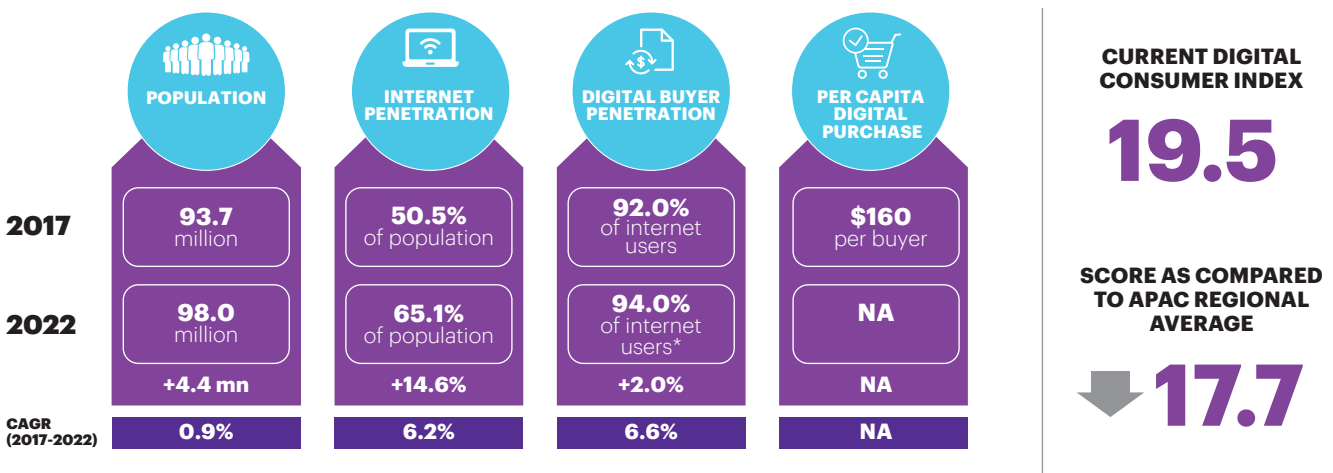 POPULATION
INTERNET
PENETRATION
DIGITAL BUYER
PENETRATION
PER CAPITA
DIGITAL
PURCHASE
2017
93.7
million
50.5%
of population
92.0%
of internet
users
$160
per buyer
2022
98.0
million
65.1%
of population
94.0%
of internet
users*
NA
+4.4 mn
+14.6%
+2.0%
NA
CAGR
(2017-2022)
0.9%
6.2%
6.6%
NA
CURRENT DIGITAL
CONSUMER INDEX
19.5
SCORE AS COMPARED
TO APAC REGIONAL
AVERAGE
17.7